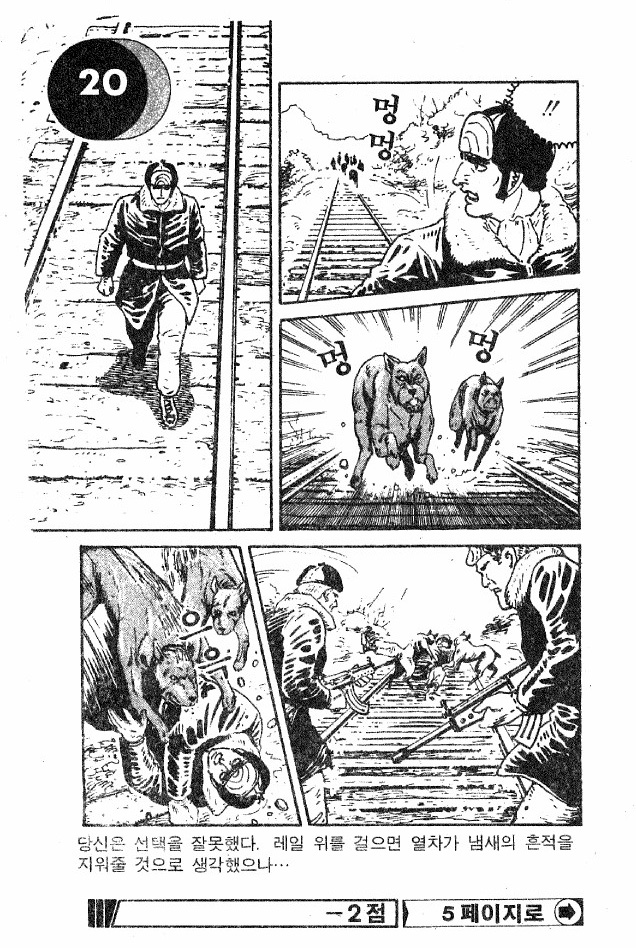 20
멍
멍
!!
멍
멍
으
으
당신은 선택을 잘못했다. 레일 위를 걸으면 열차가 냄새의 흔적을
지워줄 것으로 생각했으나…
−2점
5페이지로